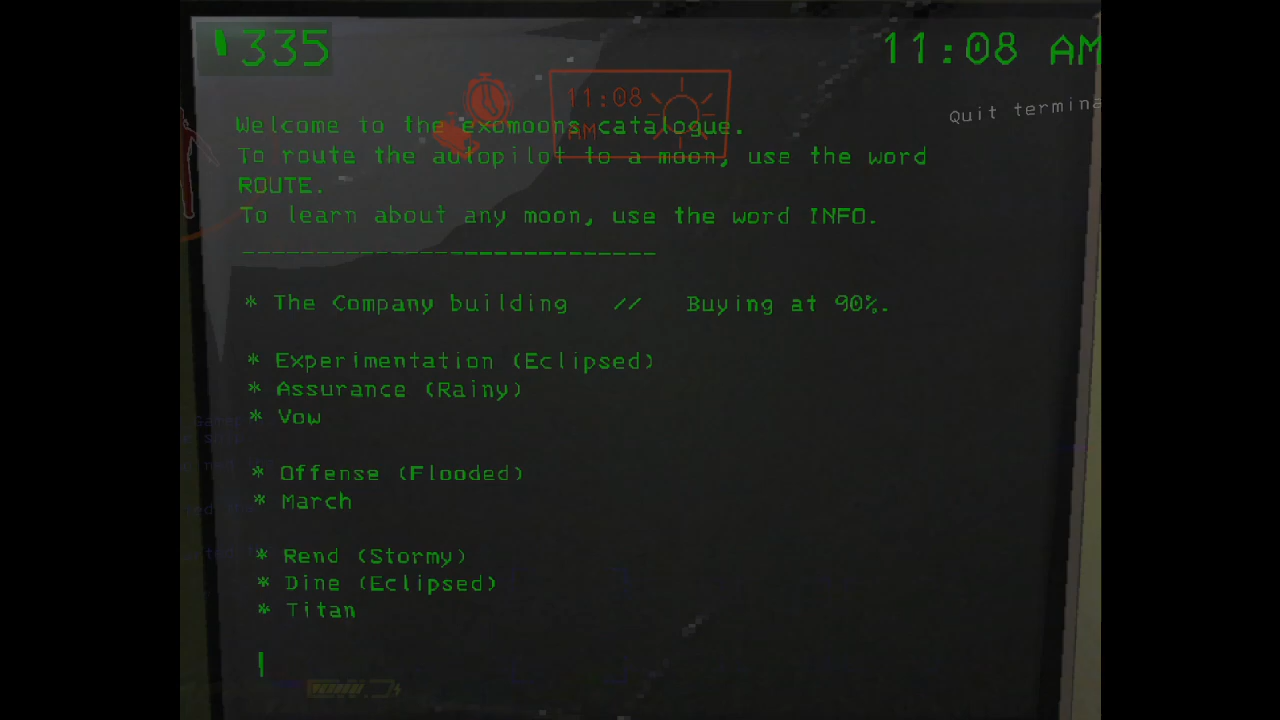 335
11:08 AM
11:08
AM
Quit termina
Welcome to the exomoons catalogue.
To route the autopilot to a moon, use the word
ROUTE.
To learn about any moon, use the word INFO.
----------------------------
* The Company building // Buying at 90%.
* Experimentation (Eclipsed)
* Assurance (Rainy)
* Vow
* Offense (Flooded)
* March
* Rend (Stormy)
* Dine (Eclipsed)
* Titan